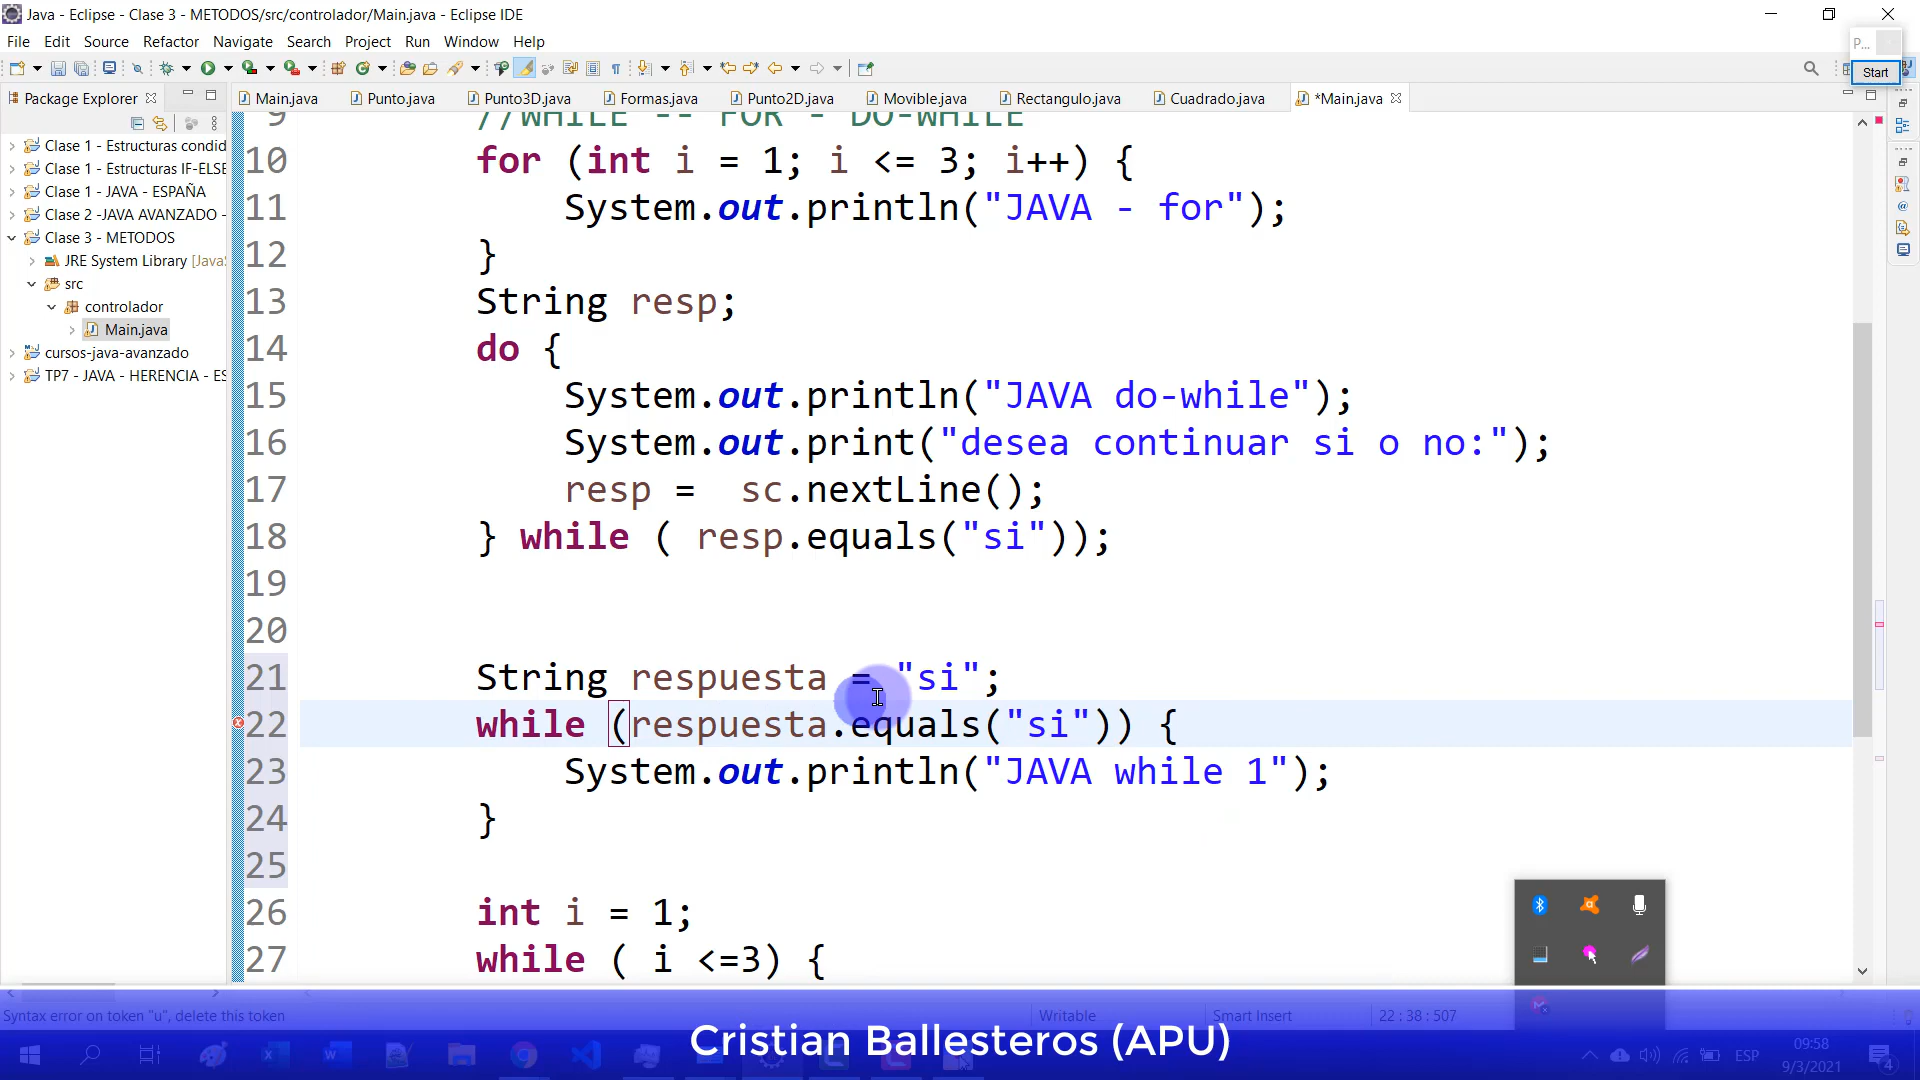 Java - Eclipse - Clase 3 - METODOS/src/controlador/Main.java - Eclipse IDE
File Edit Source Refactor Navigate Search Project Run Window Help
P...
Start
Package Explorer
Main.java Punto.java Punto3D.java Formas.java Punto2D.java Movible.java Rectangulo.java Cuadrado.java *Main.java
Clase 1 - Estructuras condid
Clase 1 - Estructuras IF-ELSE
Clase 1 - JAVA - ESPAÑA
Clase 2 -JAVA AVANZADO -
Clase 3 - METODOS
JRE System Library [Java
src
controlador
Main.java
cursos-java-avanzado
TP7 - JAVA - HERENCIA - ES
9 //WHILE -- FOR - DO-WHILE
10 for (int i = 1; i <= 3; i++) {
11 System.out.println("JAVA - for");
12 }
13 String resp;
14 do {
15 System.out.println("JAVA do-while");
16 System.out.print("desea continuar si o no:");
17 resp =  sc.nextLine();
18 } while ( resp.equals("si"));
19
20
21 String respuesta = "si";
22 while (respuesta.equals("si")) {
23 System.out.println("JAVA while 1");
24 }
25
26 int i = 1;
27 while ( i <=3) {
Syntax error on token "u", delete this token
Writable
Smart Insert
22 : 38 : 507
Cristian Ballesteros (APU)
ESP
09:58
9/3/2021
4